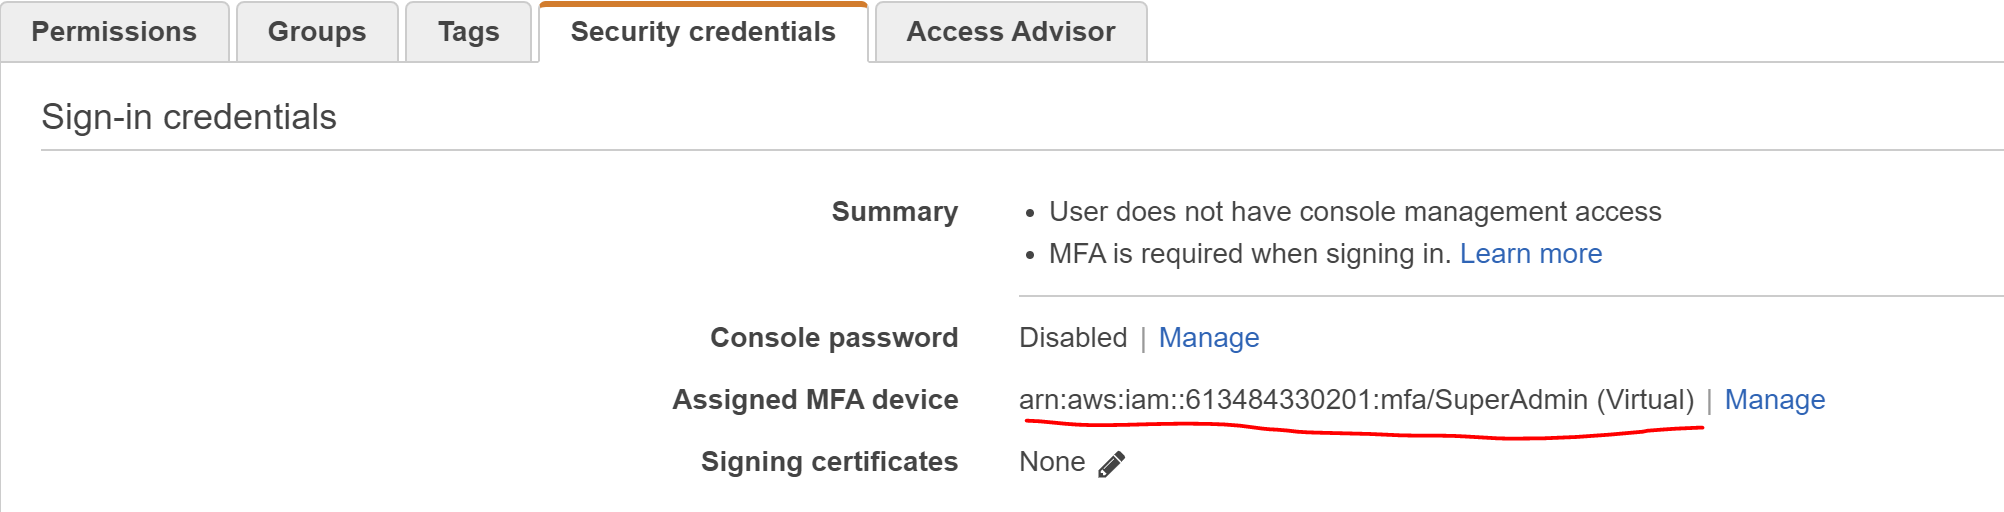 Permissions Groups Tags Security credentials Access Advisor
Sign-in credentials
Summary • User does not have console management access
• MFA is required when signing in. Learn more
Console password Disabled | Manage
Assigned MFA device arn:aws:iam::613484330201:mfa/SuperAdmin (Virtual) | Manage
Signing certificates None